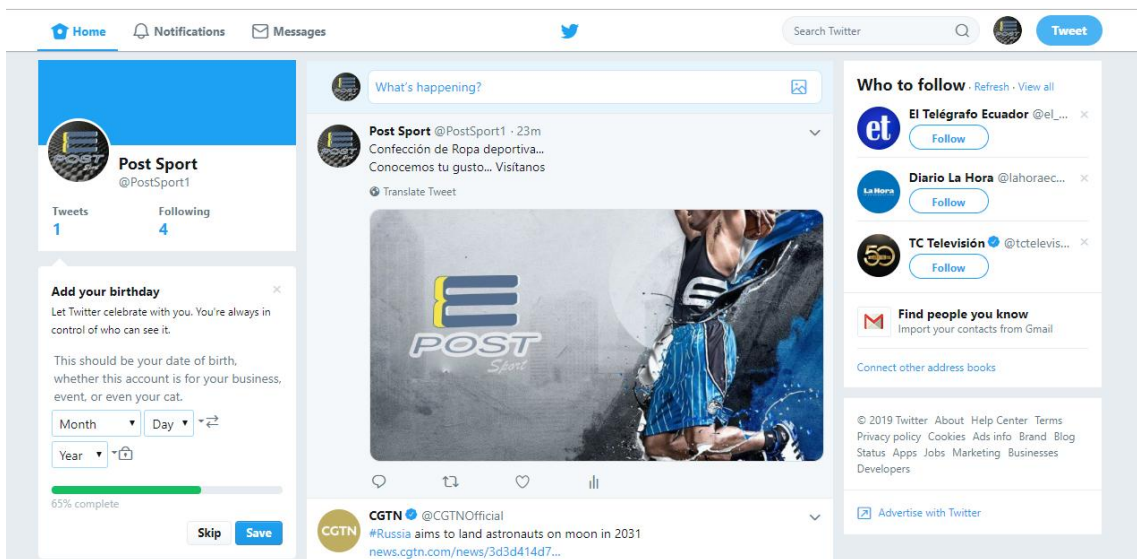 Home
Notifications
Messages
Search Twitter
Tweet
POST
Post Sport
@PostSport1
Tweets Following
1 4
Add your birthday
Let Twitter celebrate with you. You're always in
control of who can see it.
This should be your date of birth,
whether this account is for your business,
event, or even your cat.
Month Day
Year
65% complete
Skip Save
What's happening?
Post Sport @PostSport1 · 23m
Confección de Ropa deportiva...
Conocemos tu gusto... Visítanos
Translate Tweet
POST
Sport
CGTN
CGTN @CGTNOfficial
#Russia aims to land astronauts on moon in 2031
news.cgtn.com/news/3d3d414d7...
Who to follow · Refresh · View all
et
El Telégrafo Ecuador @el_...
Follow
La Hora
Diario La Hora @lahoraec...
Follow
50
TC Televisión @tctelevis...
Follow
Find people you know
Import your contacts from Gmail
Connect other address books
© 2019 Twitter About Help Center Terms
Privacy policy Cookies Ads info Brand Blog
Status Apps Jobs Marketing Businesses
Developers
Advertise with Twitter